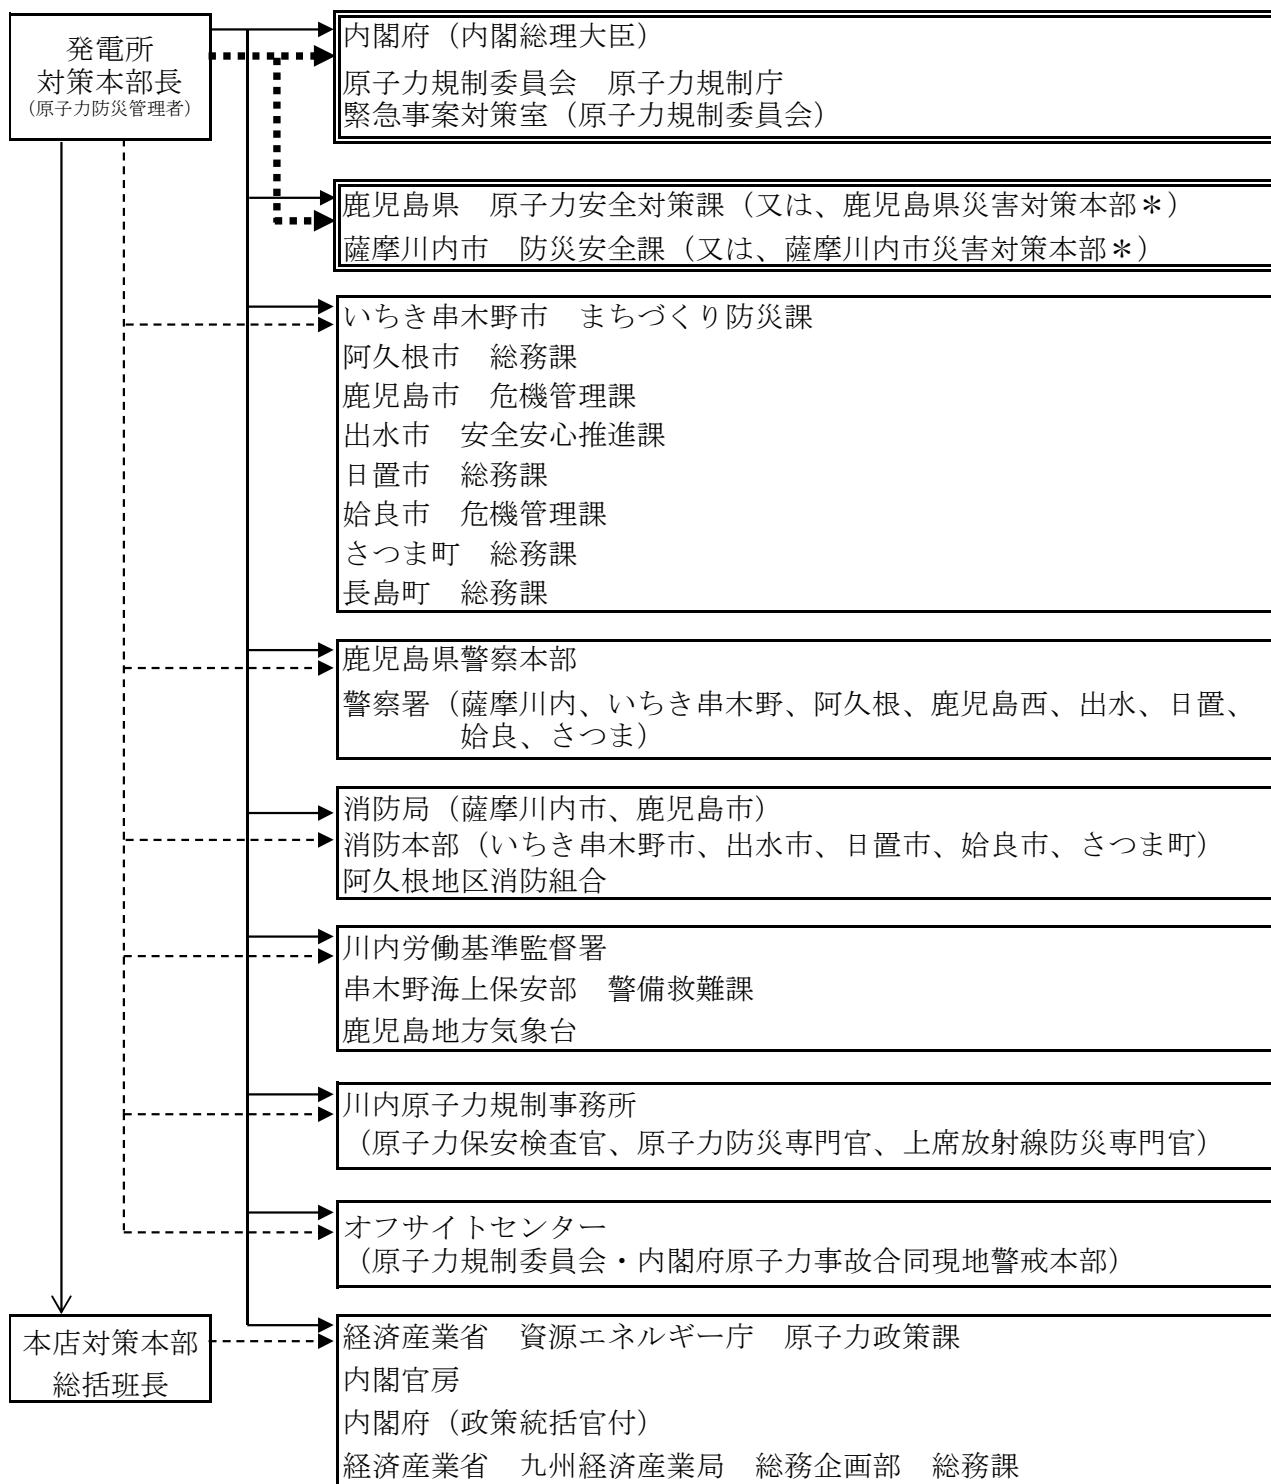 発電所
対策本部長
(原子力防災管理者)
内閣府（内閣総理大臣）
原子力規制委員会　原子力規制庁
緊急事案対策室（原子力規制委員会）
鹿児島県　原子力安全対策課（又は、鹿児島県災害対策本部＊）
薩摩川内市　防災安全課（又は、薩摩川内市災害対策本部＊）
いちき串木野市　まちづくり防災課
阿久根市　総務課
鹿児島市　危機管理課
出水市　安全安心推進課
日置市　総務課
姶良市　危機管理課
さつま町　総務課
長島町　総務課
鹿児島県警察本部
警察署（薩摩川内、いちき串木野、阿久根、鹿児島西、出水、日置、
姶良、さつま）
消防局（薩摩川内市、鹿児島市）
消防本部（いちき串木野市、出水市、日置市、姶良市、さつま町）
阿久根地区消防組合
川内労働基準監督署
串木野海上保安部　警備救難課
鹿児島地方気象台
川内原子力規制事務所
（原子力保安検査官、原子力防災専門官、上席放射線防災専門官）
オフサイトセンター
（原子力規制委員会・内閣府原子力事故合同現地警戒本部）
本店対策本部
総括班長
経済産業省　資源エネルギー庁　原子力政策課
内閣官房
内閣府（政策統括官付）
経済産業省　九州経済産業局　総務企画部　総務課